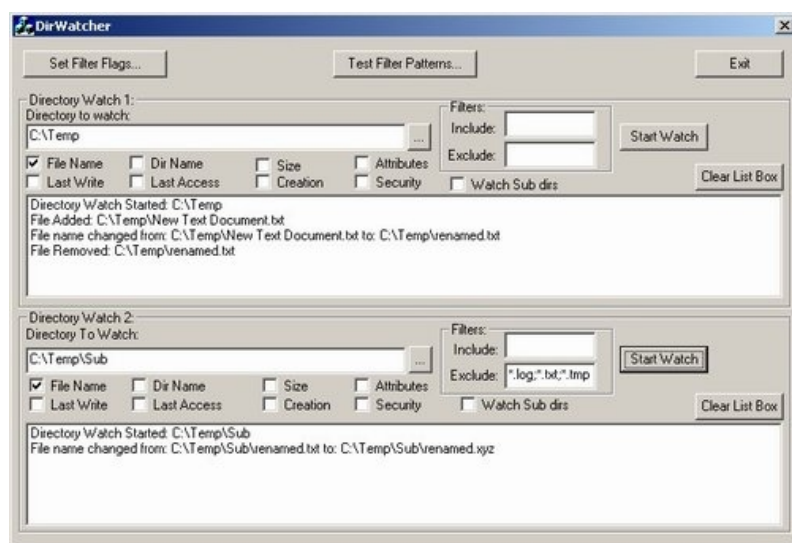 DirWatcher
Set Filter Flags... Test Filter Patterns... Exit
Directory Watch 1:
Directory to watch:
C:\Temp ...
Filters:
Include:
Exclude:
Start Watch
File Name Dir Name Size Attributes
Last Write Last Access Creation Security Watch Sub dirs
Clear List Box
Directory Watch Started: C:\Temp
File Added: C:\Temp\New Text Document.txt
File name changed from: C:\Temp\New Text Document.txt to: C:\Temp\renamed.txt
File Removed: C:\Temp\renamed.txt
Directory Watch 2:
Directory To Watch:
C:\Temp\Sub ...
Filters:
Include:
Exclude: *.log;*.txt;*.tmp
Start Watch
File Name Dir Name Size Attributes
Last Write Last Access Creation Security Watch Sub dirs
Clear List Box
Directory Watch Started: C:\Temp\Sub
File name changed from: C:\Temp\Sub\renamed.txt to: C:\Temp\Sub\renamed.xyz